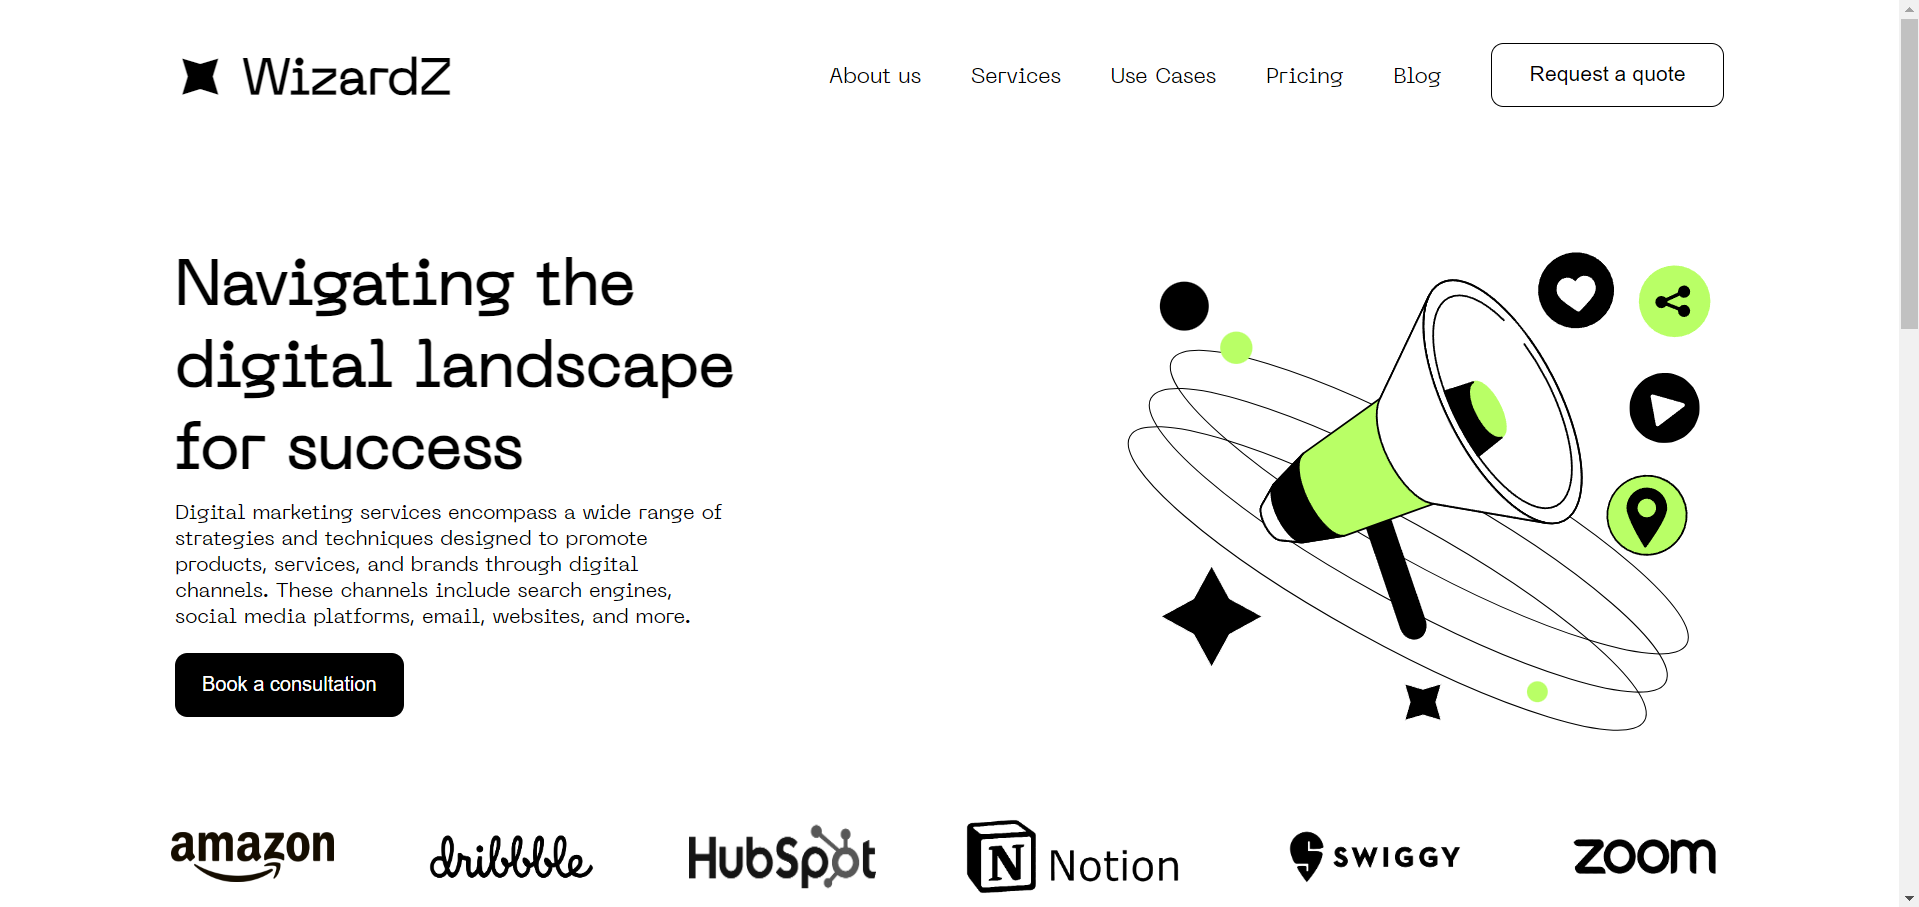 WizardZ
About us
Services
Use Cases
Pricing
Blog
Request a quote
Navigating the
digital landscape
for success
Digital marketing services encompass a wide range of
strategies and techniques designed to promote
products, services, and brands through digital
channels. These channels include search engines,
social media platforms, email, websites, and more.
Book a consultation
amazon
dribbble
HubSpot
N Notion
SWIGGY
zoom